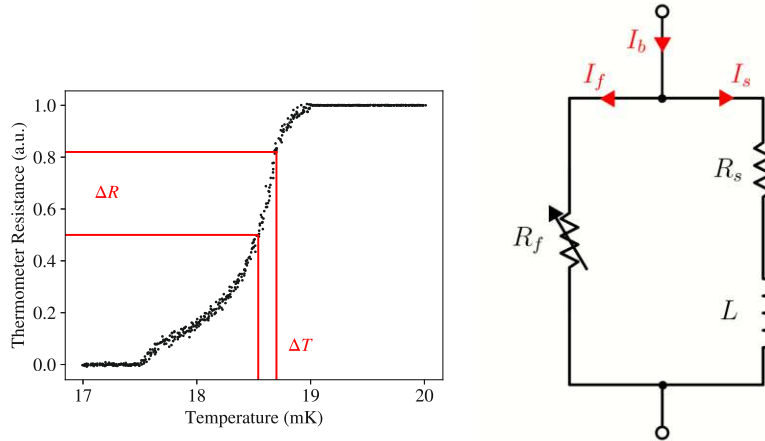 Thermometer Resistance (a.u.)
1.0
0.8
0.6
0.4
0.2
0.0
ΔR
ΔT
17
18
19
20
Temperature (mK)
I_b
I_f
I_s
R_s
R_f
L